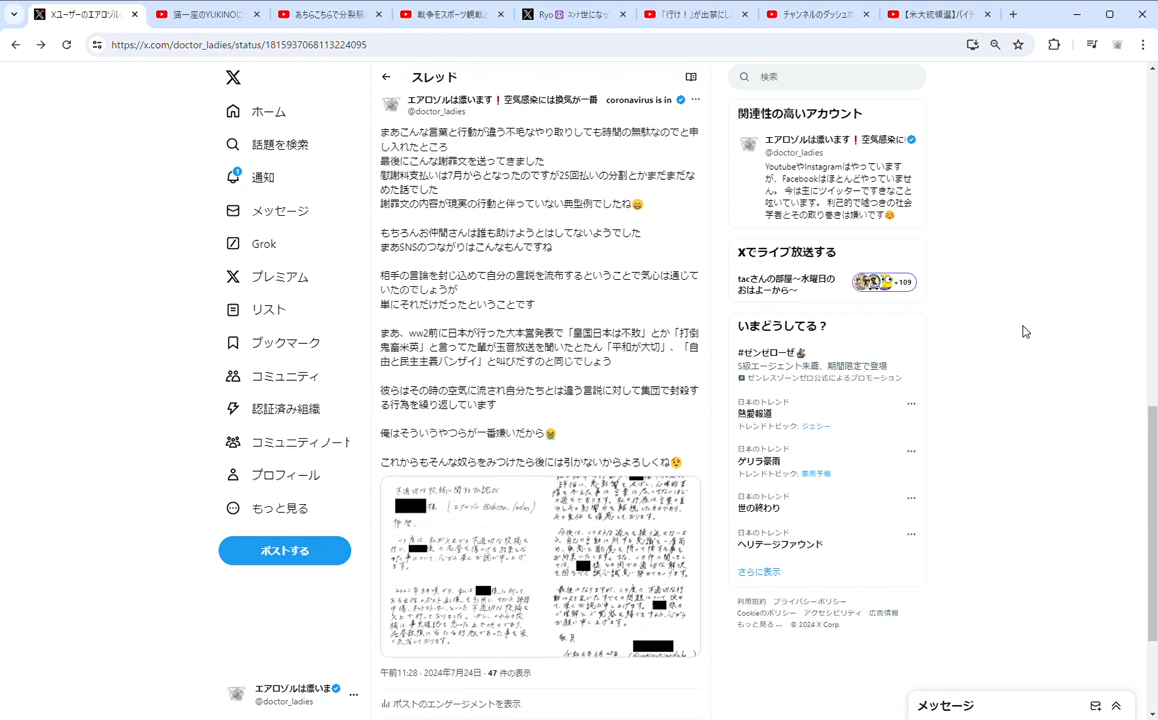 Xユーザーのエアロゾル
猫一座のYUKINOに
あちらこちらで分裂
戦争をスポーツ観戦と
Ryo
「行け！」が出禁にし
チャンネルのダッシュボ
【米大統領選】バイデ
https://x.com/doctor_ladies/status/1815937068113224095
ホーム
話題を検索
1
通知
メッセージ
Grok
プレミアム
リスト
ブックマーク
コミュニティ
認証済み組織
コミュニティノート
プロフィール
もっと見る
ポストする
エアロゾルは漂いま
@doctor_ladies
スレッド
エアロゾルは漂います❗空気感染には換気が一番 coronavirus is in
@doctor_ladies
まあこんな言葉と行動が違う不毛なやり取りしても時間の無駄なのでと申
し入れたところ
最後にこんな謝罪文を送ってきました
慰謝料支払いは7月からとなったのですが25回払いの分割とかまだまだな
めた話でした
謝罪文の内容が現実の行動と伴っていない典型例でしたね😄
もちろんお仲間さんは誰も助けようとはしてないようでした
まあSNSのつながりはこんなもんですね
相手の言論を封じ込めて自分の言説を流布するということで気心は通じて
いたのでしょうが
単にそれだけだったということです
まあ、ww2前に日本が行った大本営発表で「皇国日本は不敗」とか「打倒
鬼畜米英」と言ってた輩が玉音放送を聞いたとたん「平和が大切」、「自
由と民主主義バンザイ」と叫びだすのと同じでしょう
彼らはその時の空気に流され自分たちとは違う言説に対して集団で封殺す
る行為を繰り返しています
俺はそういうやつらが一番嫌いだから🤮
これからもそんな奴らをみつけたら後には引かないからよろしくね😉
不適切な投稿に関するお詫び
様 (エアロゾル @doctor_ladies)
拝啓、
午前11:28 · 2024年7月24日 · 47 件の表示
ポストのエンゲージメントを表示
検索
関連性の高いアカウント
エアロゾルは漂います❗空気感染に
@doctor_ladies
YoutubeやInstagramはやっています
が、Facebookはほとんどやっていませ
ん。 今は主にツイッターですきなこと
呟いています。 利己的で嘘つきの社会
学者とその取り巻きは嫌いです☺️
Xでライブ放送する
tacさんの部屋〜水曜日の
おはよーから〜
+109
いまどうしてる？
#ゼンゼローゼ
S級エージェント朱鳶、期間限定で登場
ゼンレスゾーンゼロ公式によるプロモーション
日本のトレンド
熱愛報道
トレンドトピック: ジェシー
日本のトレンド
ゲリラ豪雨
トレンドトピック: 豪雨予報
日本のトレンド
世の終わり
日本のトレンド
ヘリテージファウンド
さらに表示
利用規約 プライバシーポリシー
Cookieのポリシー アクセシビリティ 広告情報
もっと見る … © 2024 X Corp.
メッセージ